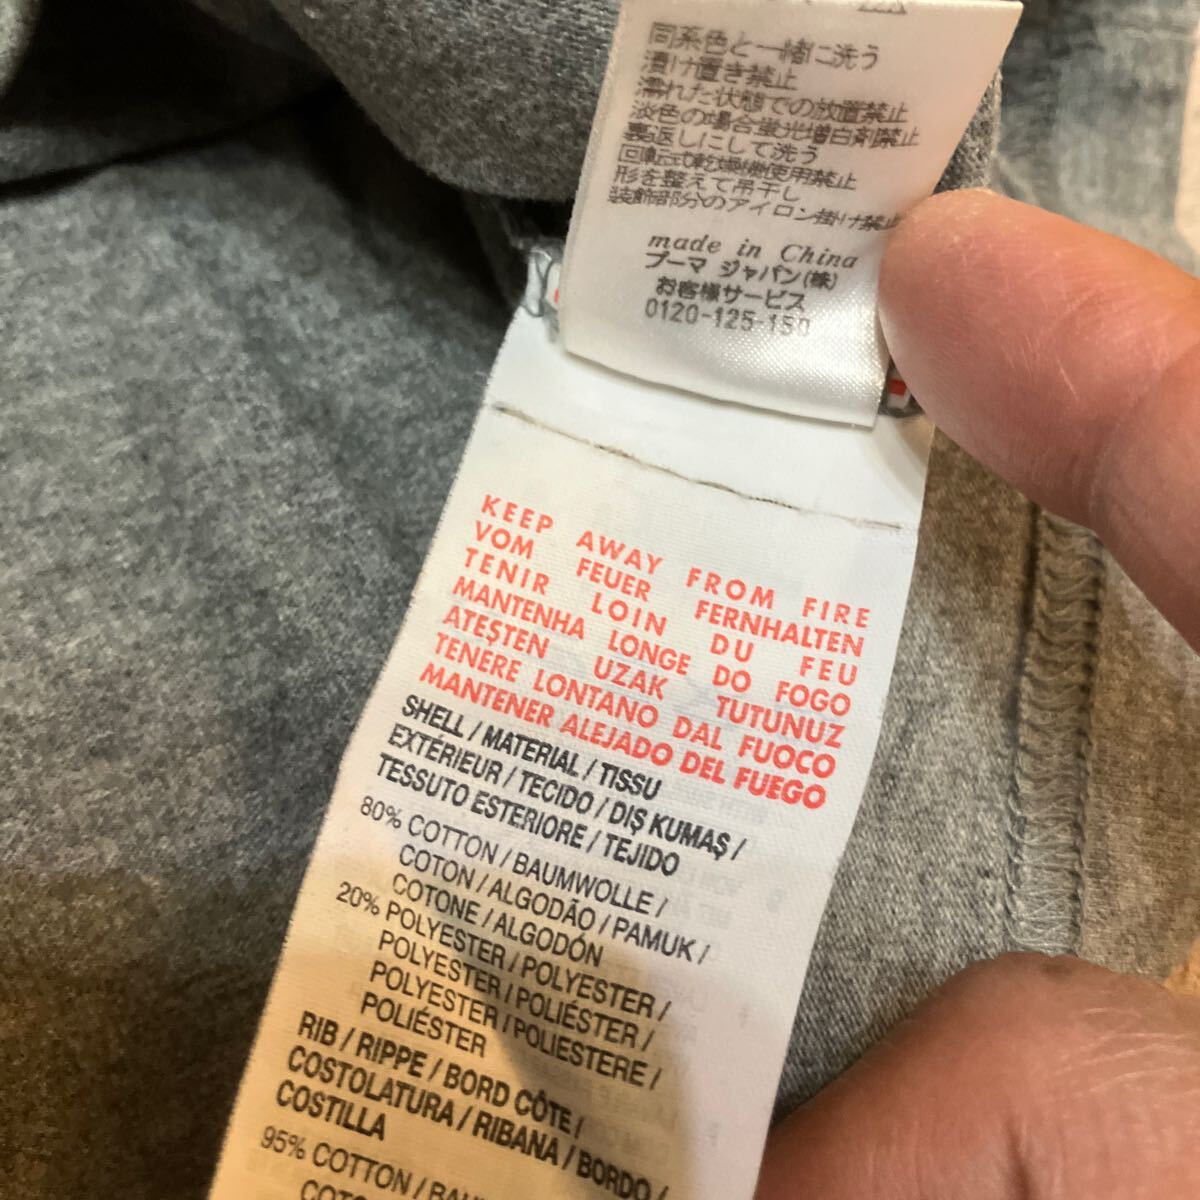 同系色と一緒に洗う
漬け置き禁止
濡れた状態での放置禁止
淡色の場合蛍光増白剤禁止
裏返しにして洗う
回転式乾燥機使用禁止
形を整えて吊干し
装飾部分のアイロン掛け禁止
made in China
プーマ ジャパン(株)
お客様サービス
0120-125-150
KEEP AWAY FROM FIRE
VOM FEUER FERNHALTEN
TENIR LOIN DU FEU
MANTENHA LONGE DO FOGO
ATEŞTEN UZAK TUTUNUZ
TENERE LONTANO DAL FUOCO
MANTENER ALEJADO DEL FUEGO
SHELL / MATERIAL / TISSU
EXTÉRIEUR / TECIDO / DIŞ KUMAŞ /
TESSUTO ESTERIORE / TEJIDO
80% COTTON / BAUMWOLLE /
COTON / ALGODÃO / PAMUK /
COTONE / ALGODÓN
20% POLYESTER / POLYESTER /
POLYESTER / POLIÉSTER /
POLYESTER / POLIESTERE /
POLIÉSTER
RIB / RIPPE / BORD CÔTE /
COSTOLATURA / RIBANA / BORDO /
COSTILLA
95% COTTON /